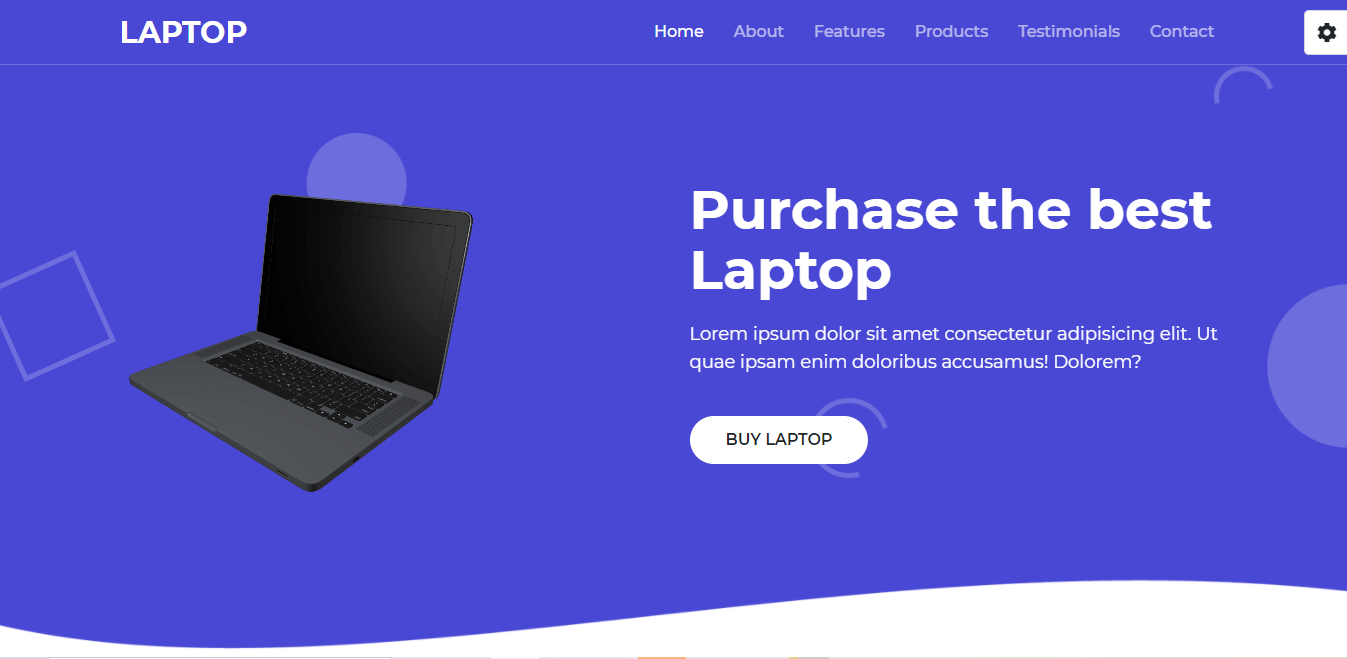 LAPTOP
Home About Features Products Testimonials Contact
Purchase the best
Laptop
Lorem ipsum dolor sit amet consectetur adipisicing elit. Ut
quae ipsam enim doloribus accusamus! Dolorem?
BUY LAPTOP